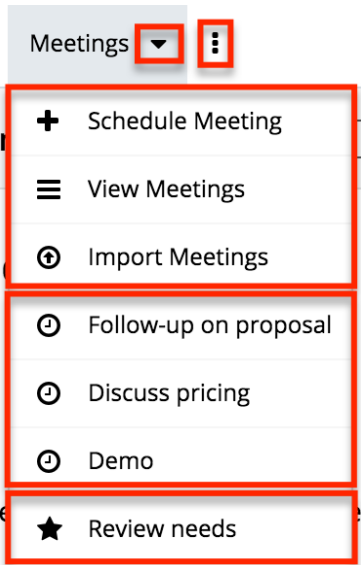 Meetings
Schedule Meeting
View Meetings
Import Meetings
Follow-up on proposal
Discuss pricing
Demo
Review needs